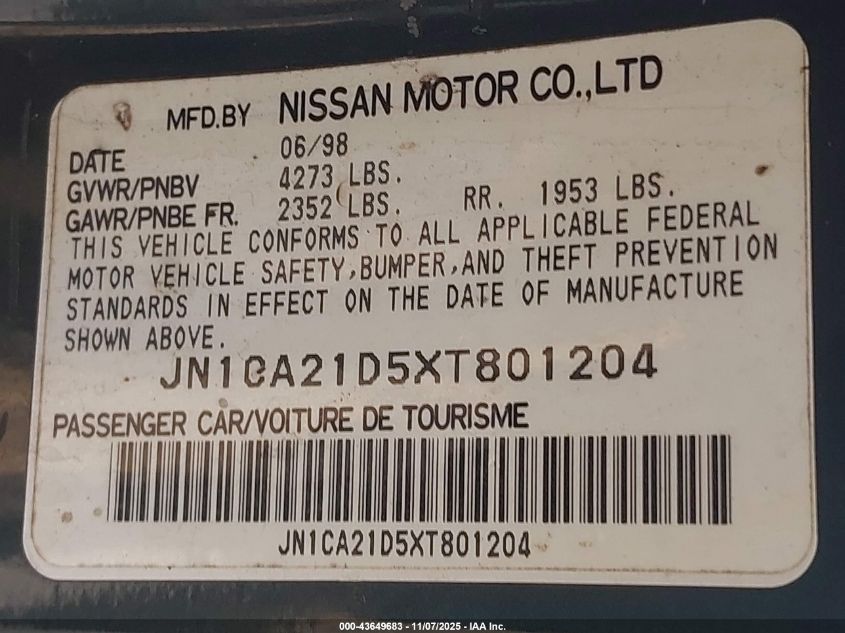 MFD.BY NISSAN MOTOR CO.,LTD
DATE 06/98
GVWR/PNBV 4273 LBS.
GAWR/PNBE FR. 2352 LBS. RR. 1953 LBS.
THIS VEHICLE CONFORMS TO ALL APPLICABLE FEDERAL
MOTOR VEHICLE SAFETY,BUMPER,AND THEFT PREVENTION
STANDARDS IN EFFECT ON THE DATE OF MANUFACTURE
SHOWN ABOVE.
JN1CA21D5XT801204
PASSENGER CAR/VOITURE DE TOURISME
JN1CA21D5XT801204
000-43649683 - 11/07/2025 - IAA Inc.